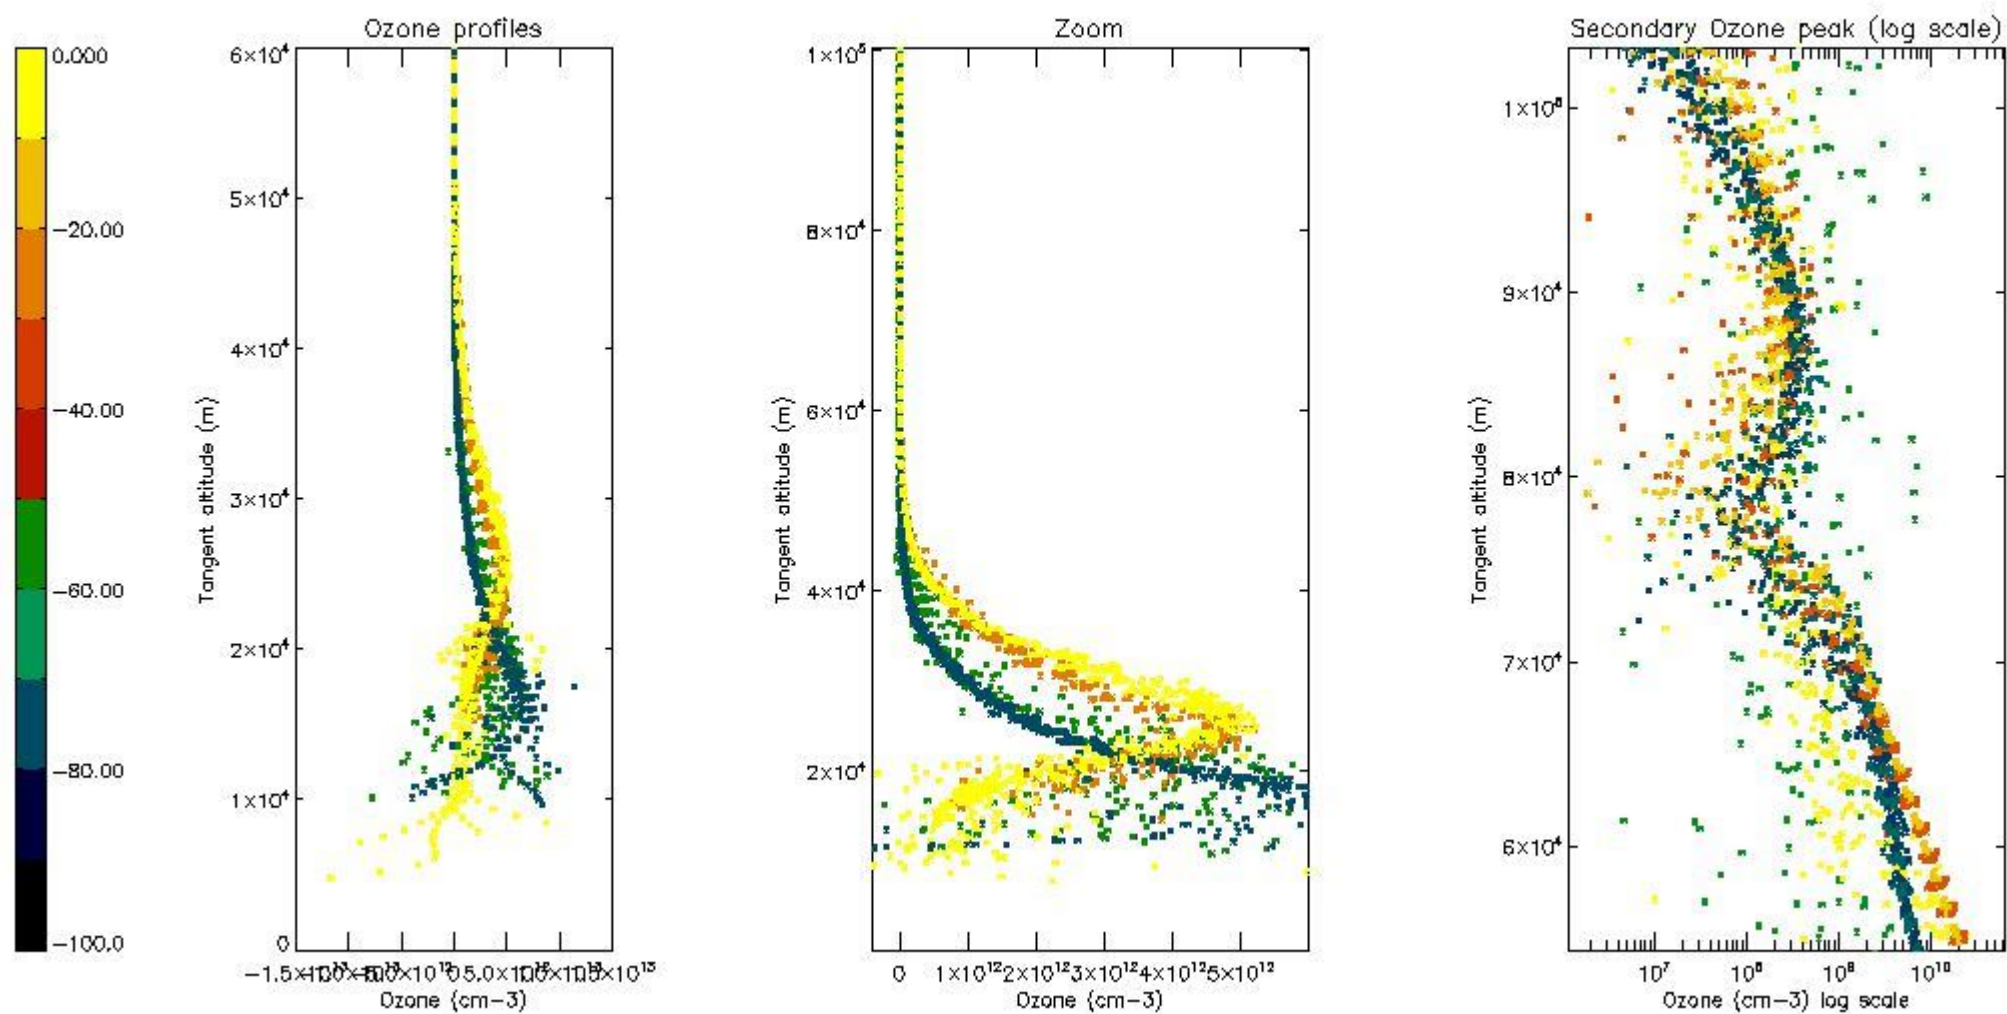 Ozone profiles
Zoom
Secondary Ozone peak (log scale)
0.000
-20.00
-40.00
-60.00
-80.00
-100.0
6×10⁴
5×10⁴
4×10⁴
3×10⁴
2×10⁴
1×10⁴
0
Tangent altitude (m)
Ozone (cm-3)
1×10⁵
8×10⁴
6×10⁴
4×10⁴
2×10⁴
Tangent altitude (m)
0 1×10¹² 2×10¹² 3×10¹² 4×10¹² 5×10¹²
Ozone (cm-3)
9×10⁴
8×10⁴
7×10⁴
6×10⁴
Tangent altitude (m)
10⁷ 10⁸ 10⁹ 10¹⁰
Ozone (cm-3) log scale